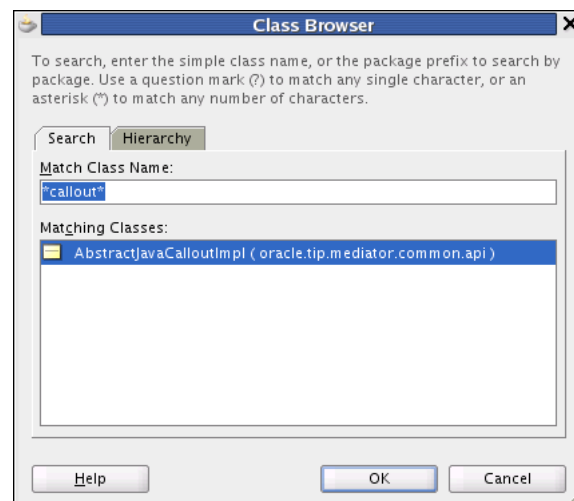 Class Browser
To search, enter the simple class name, or the package prefix to search by
package. Use a question mark (?) to match any single character, or an
asterisk (*) to match any number of characters.
Search Hierarchy
Match Class Name:
*callout*
Matching Classes:
AbstractJavaCalloutImpl ( oracle.tip.mediator.common.api )
Help OK Cancel